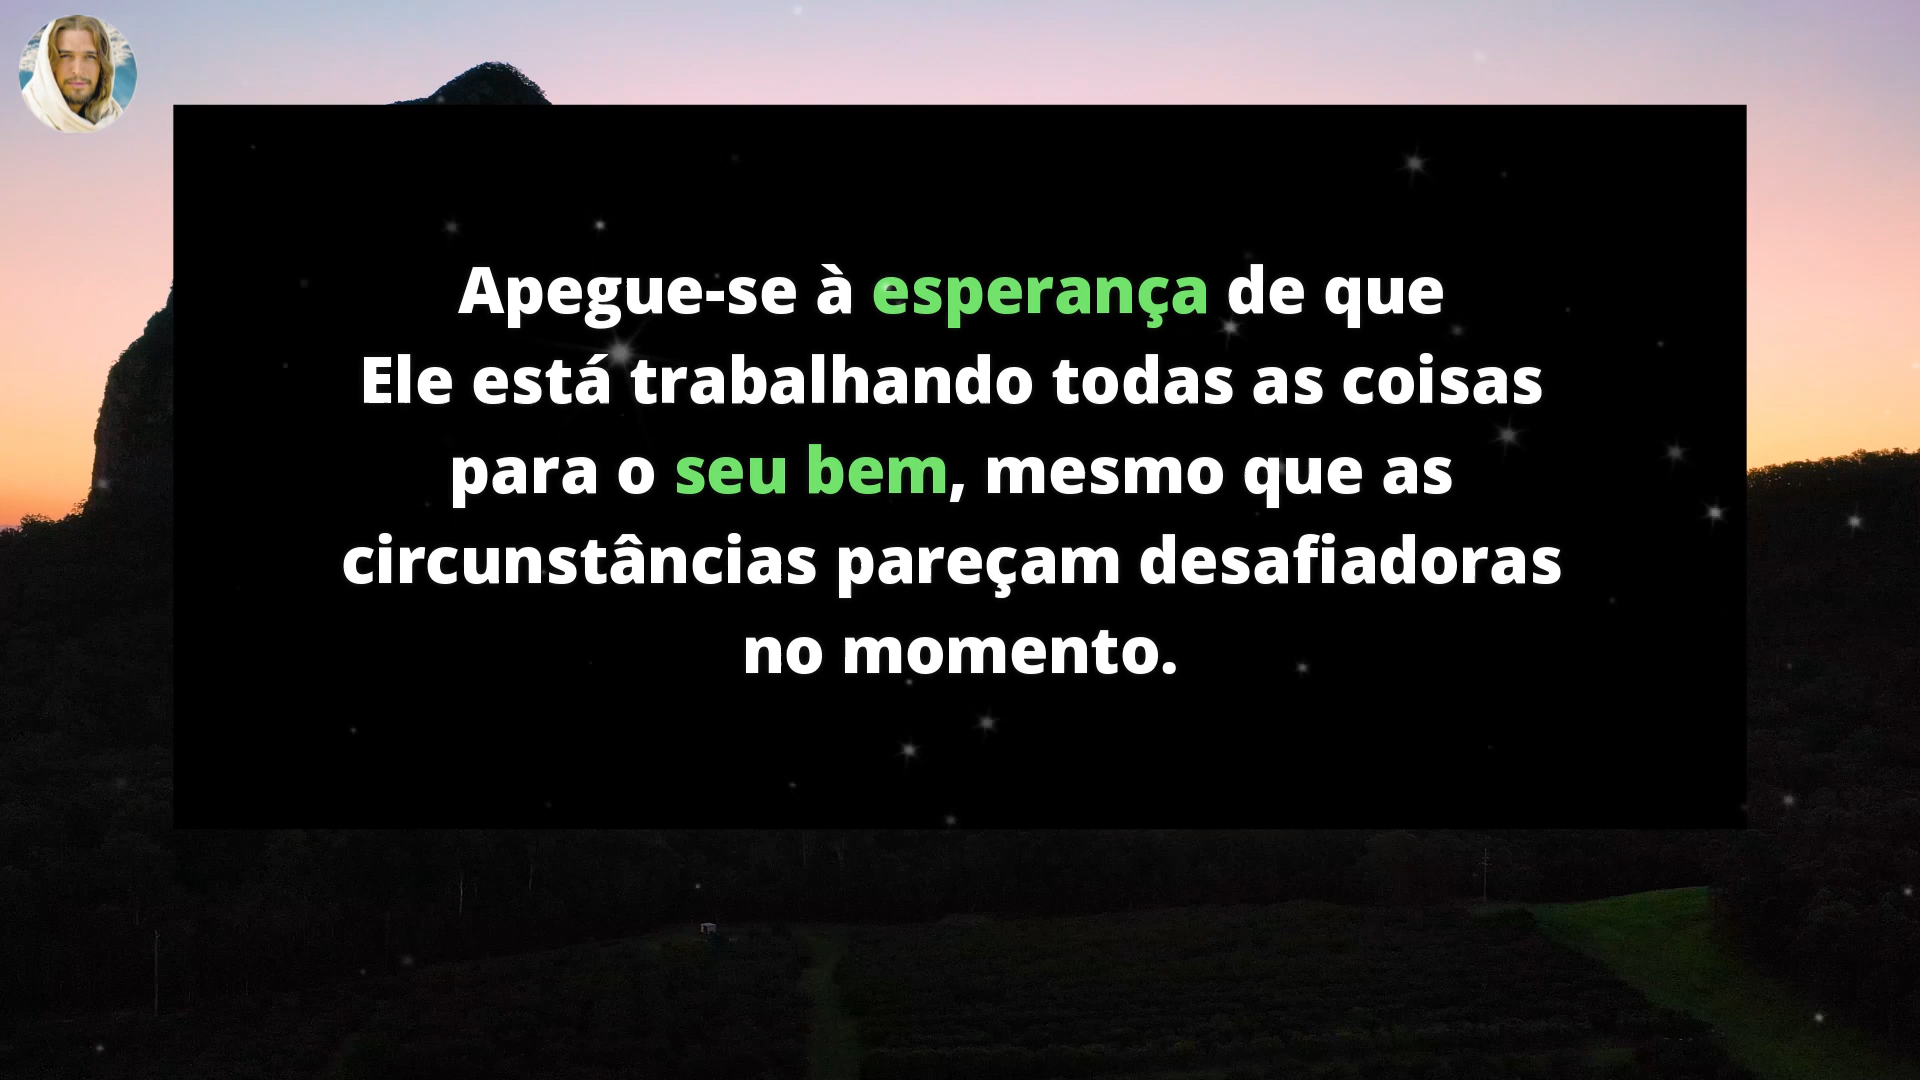 Apegue-se à esperança de que
Ele está trabalhando todas as coisas
para o seu bem, mesmo que as
circunstâncias pareçam desafiadoras
no momento.